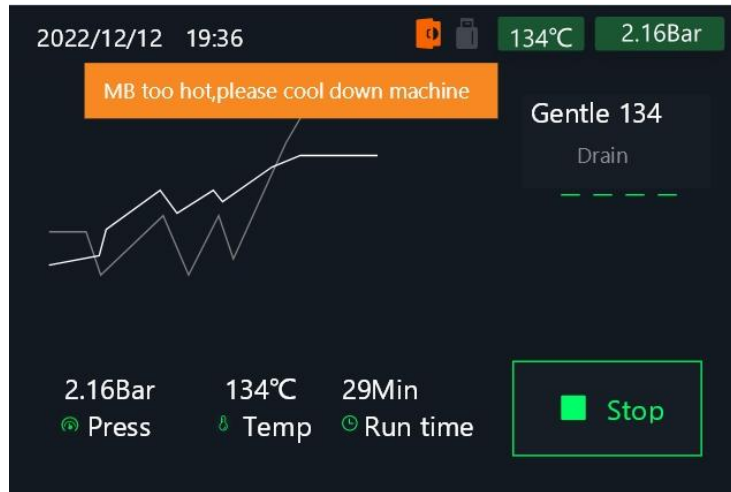 2022/12/12 19:36
134℃ 2.16Bar
MB too hot,please cool down machine
Gentle 134
Drain
2.16Bar 134℃ 29Min
Press Temp Run time
Stop